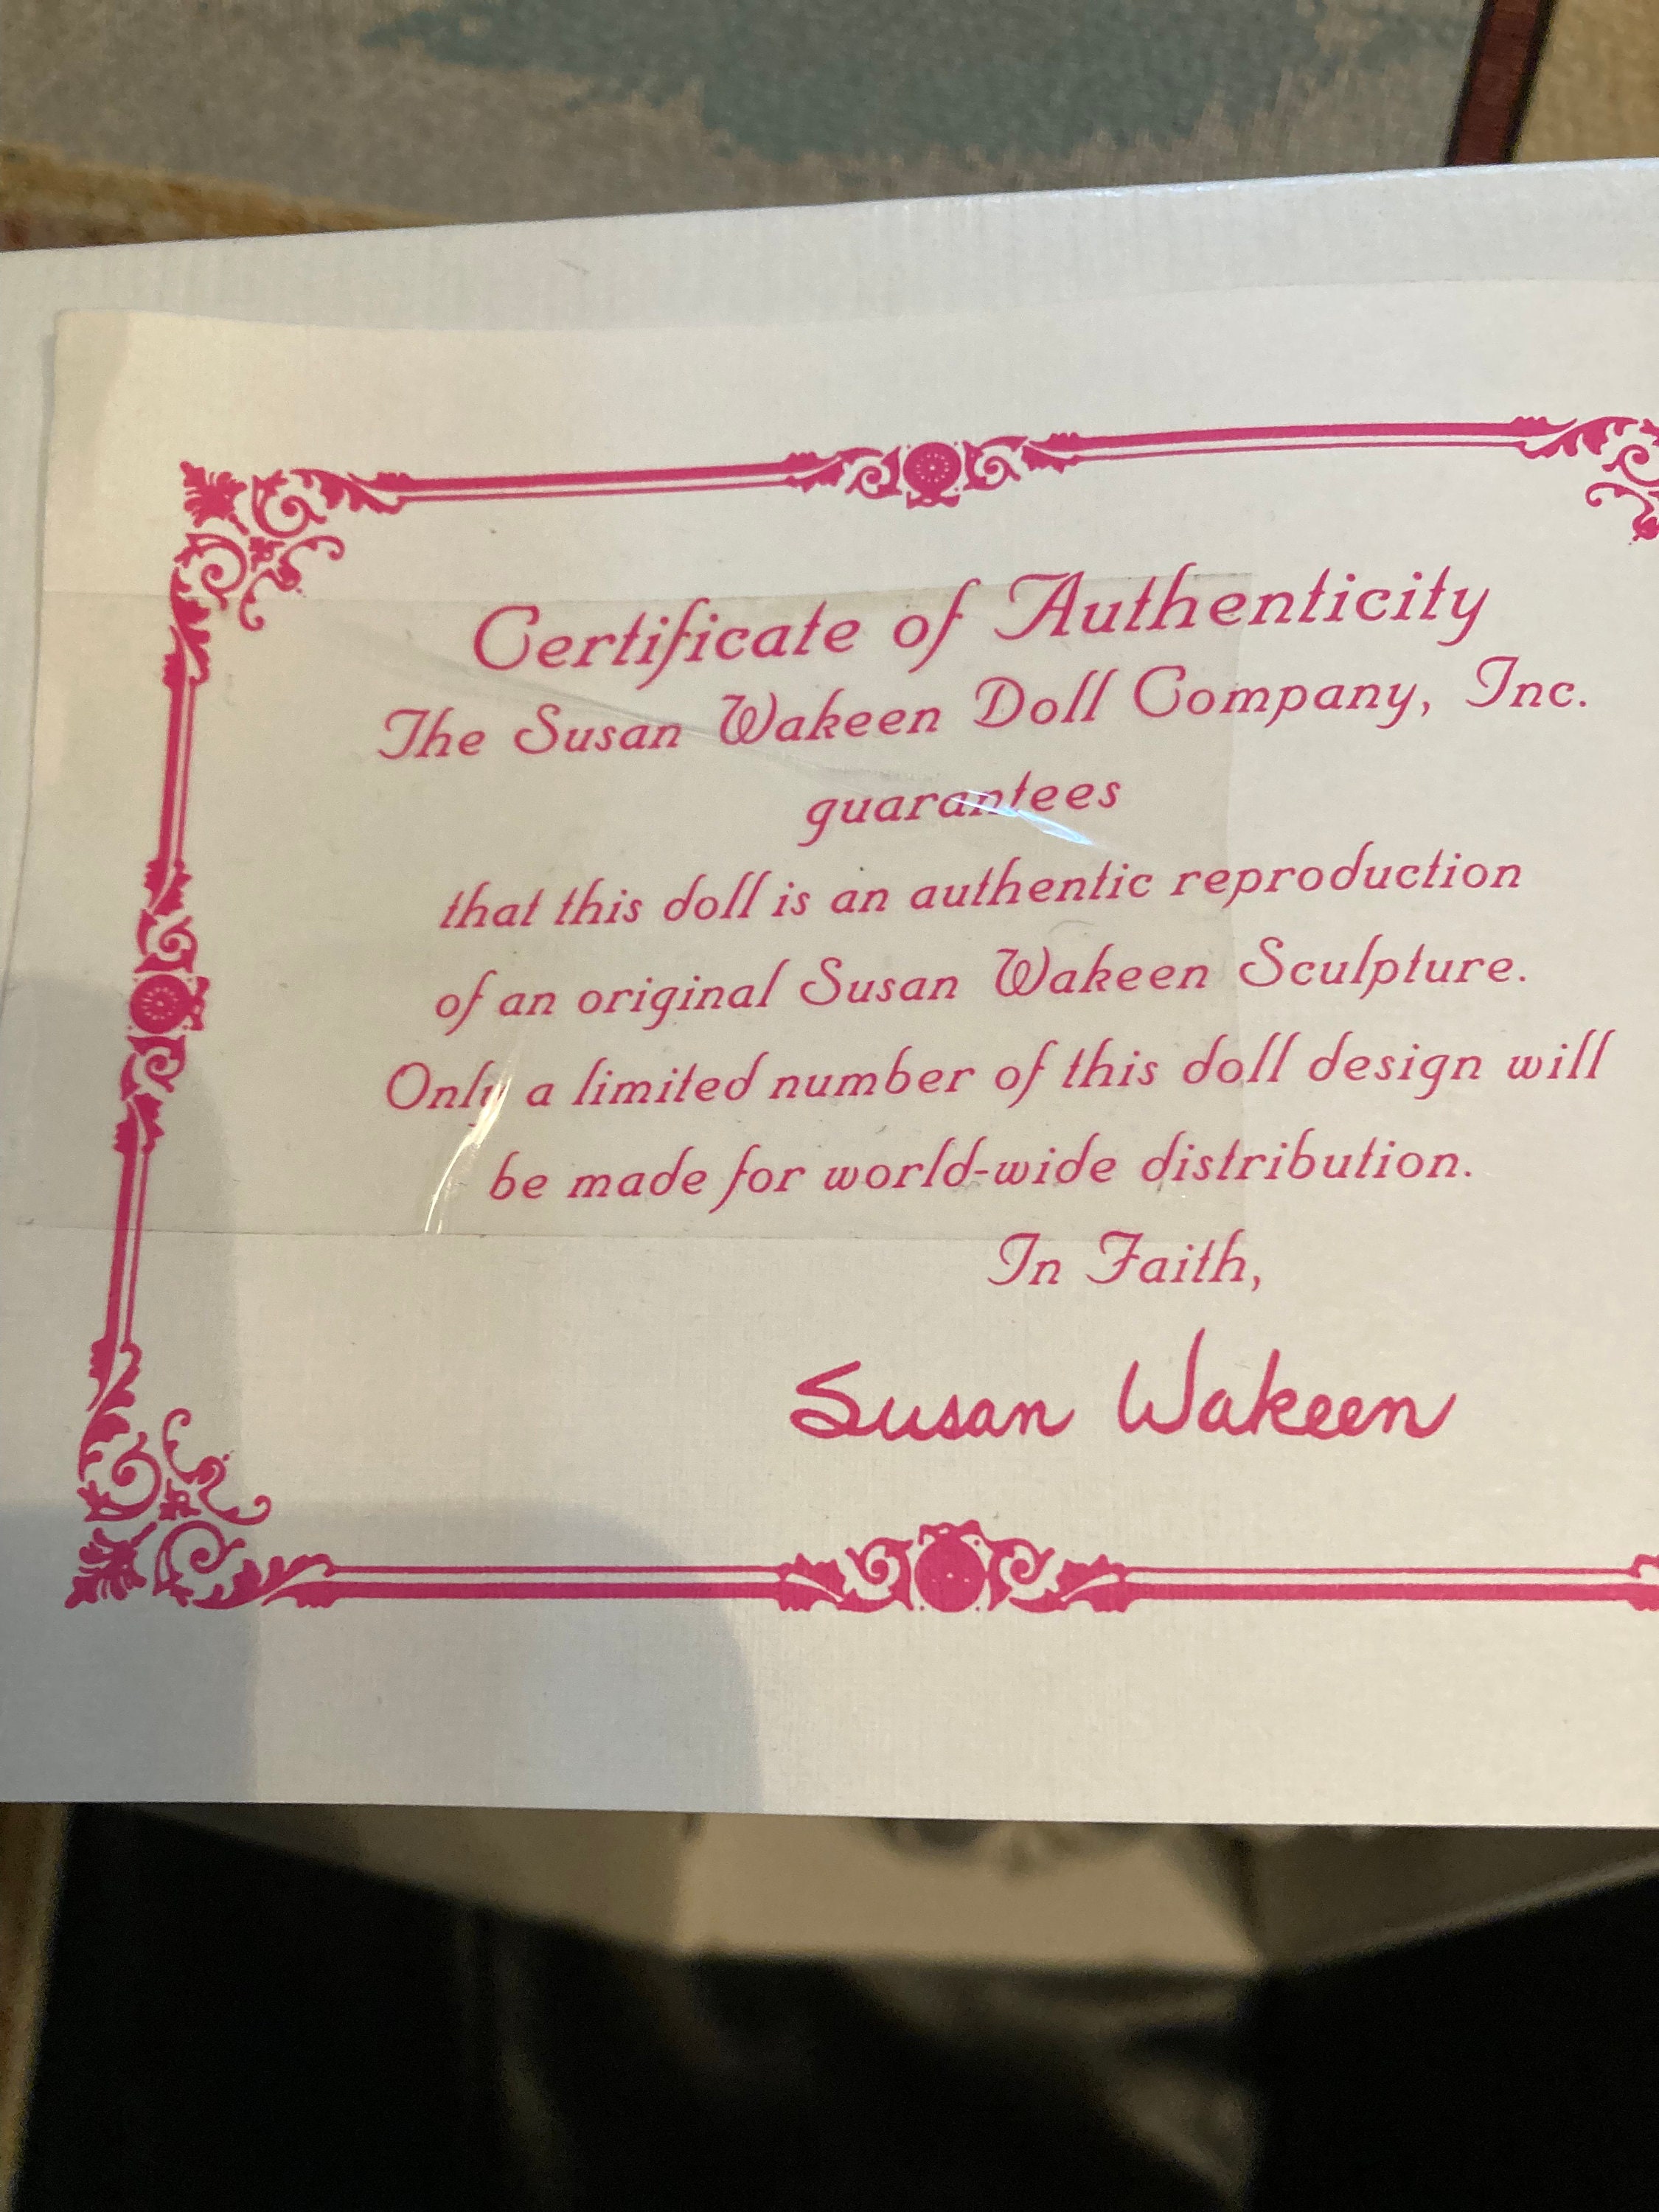 Certificate of Authenticity
The Susan Wakeen Doll Company, Inc.
guarantees
that this doll is an authentic reproduction
of an original Susan Wakeen Sculpture.
Only a limited number of this doll design will
be made for world-wide distribution.
In Faith,
Susan Wakeen